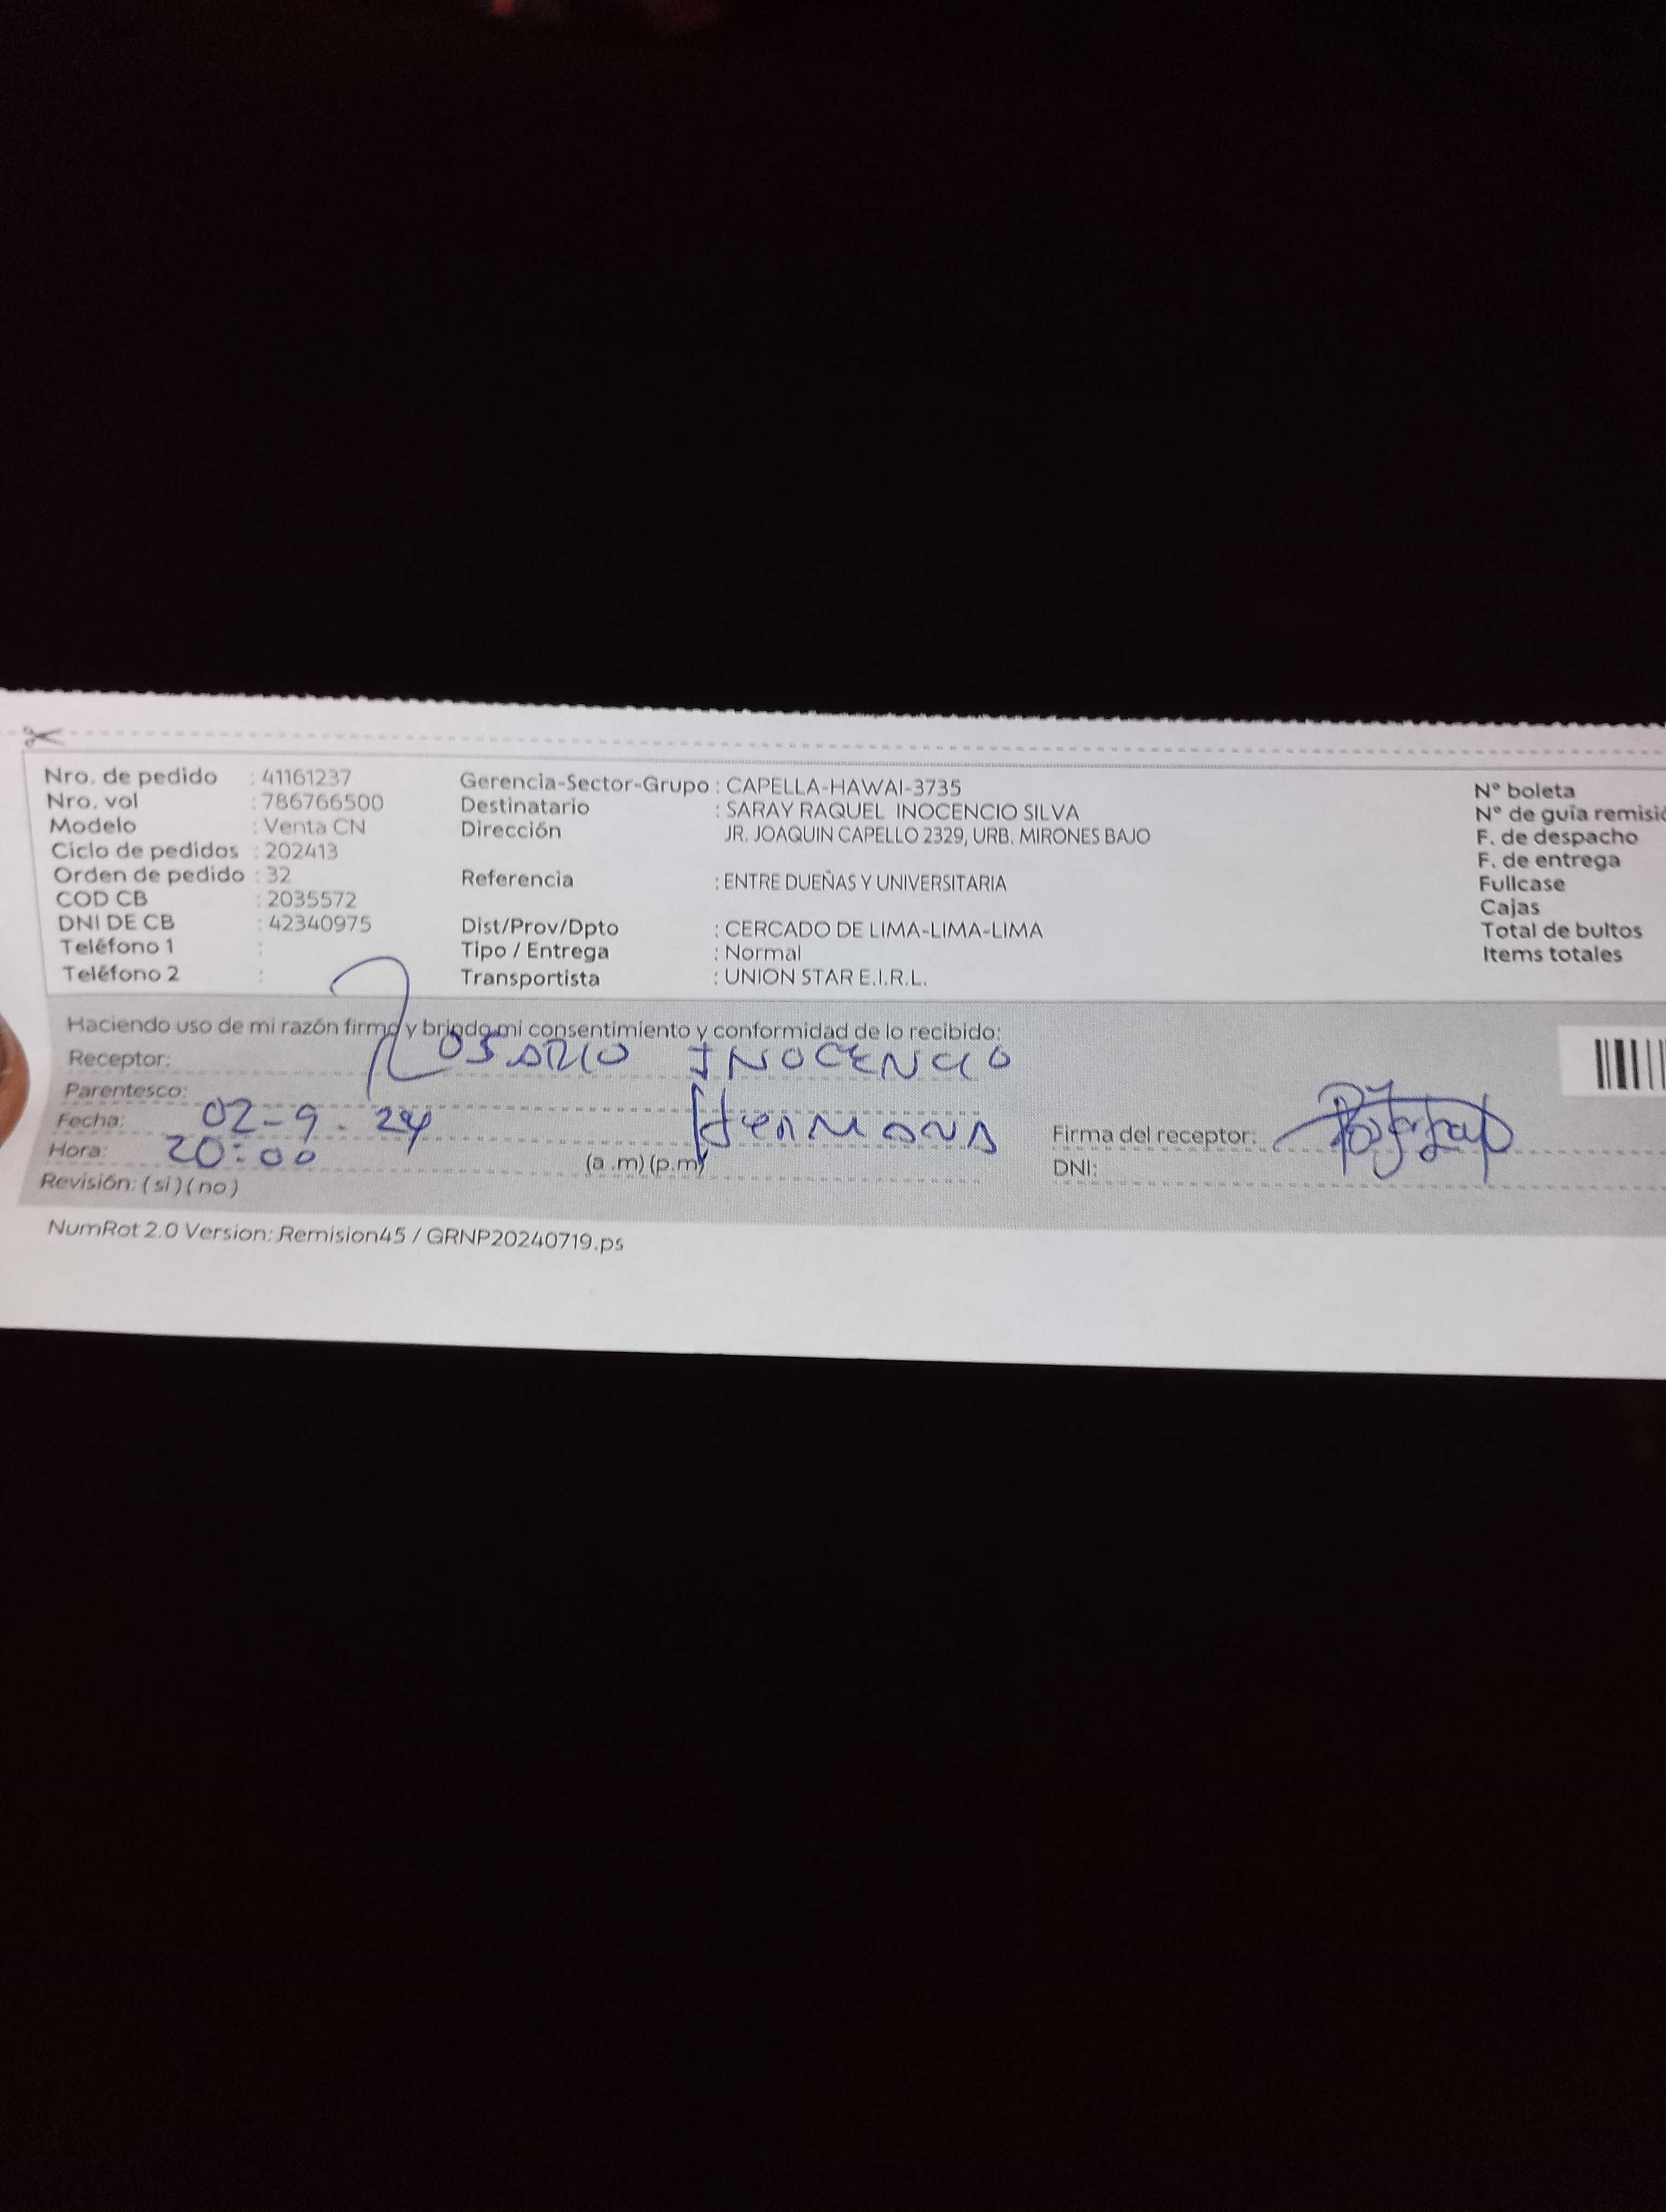 Nro. de pedido : 41161237
Nro. vol : 786766500
Modelo : Venta CN
Ciclo de pedidos : 202413
Orden de pedido : 32
COD CB : 2035572
DNI DE CB : 42340975
Teléfono 1 :
Teléfono 2 :
Gerencia-Sector-Grupo : CAPELLA-HAWAI-3735
Destinatario : SARAY RAQUEL INOCENCIO SILVA
Dirección JR. JOAQUIN CAPELLO 2329, URB. MIRONES BAJO
Referencia : ENTRE DUEÑAS Y UNIVERSITARIA
Dist/Prov/Dpto : CERCADO DE LIMA-LIMA-LIMA
Tipo / Entrega : Normal
Transportista : UNION STAR E.I.R.L.
N° boleta
N° de guía remisió
F. de despacho
F. de entrega
Fullcase
Cajas
Total de bultos
Items totales
Haciendo uso de mi razón firmo y brindo mi consentimiento y conformidad de lo recibido:
Receptor: ROSARIO INOCENCIO
Parentesco: Hermana
Fecha: 02-9-24
Hora: 20:00 (a .m) (p.m)
Revisión: ( si ) ( no )
Firma del receptor:
DNI:
NumRot 2.0 Version: Remision45 / GRNP20240719.ps